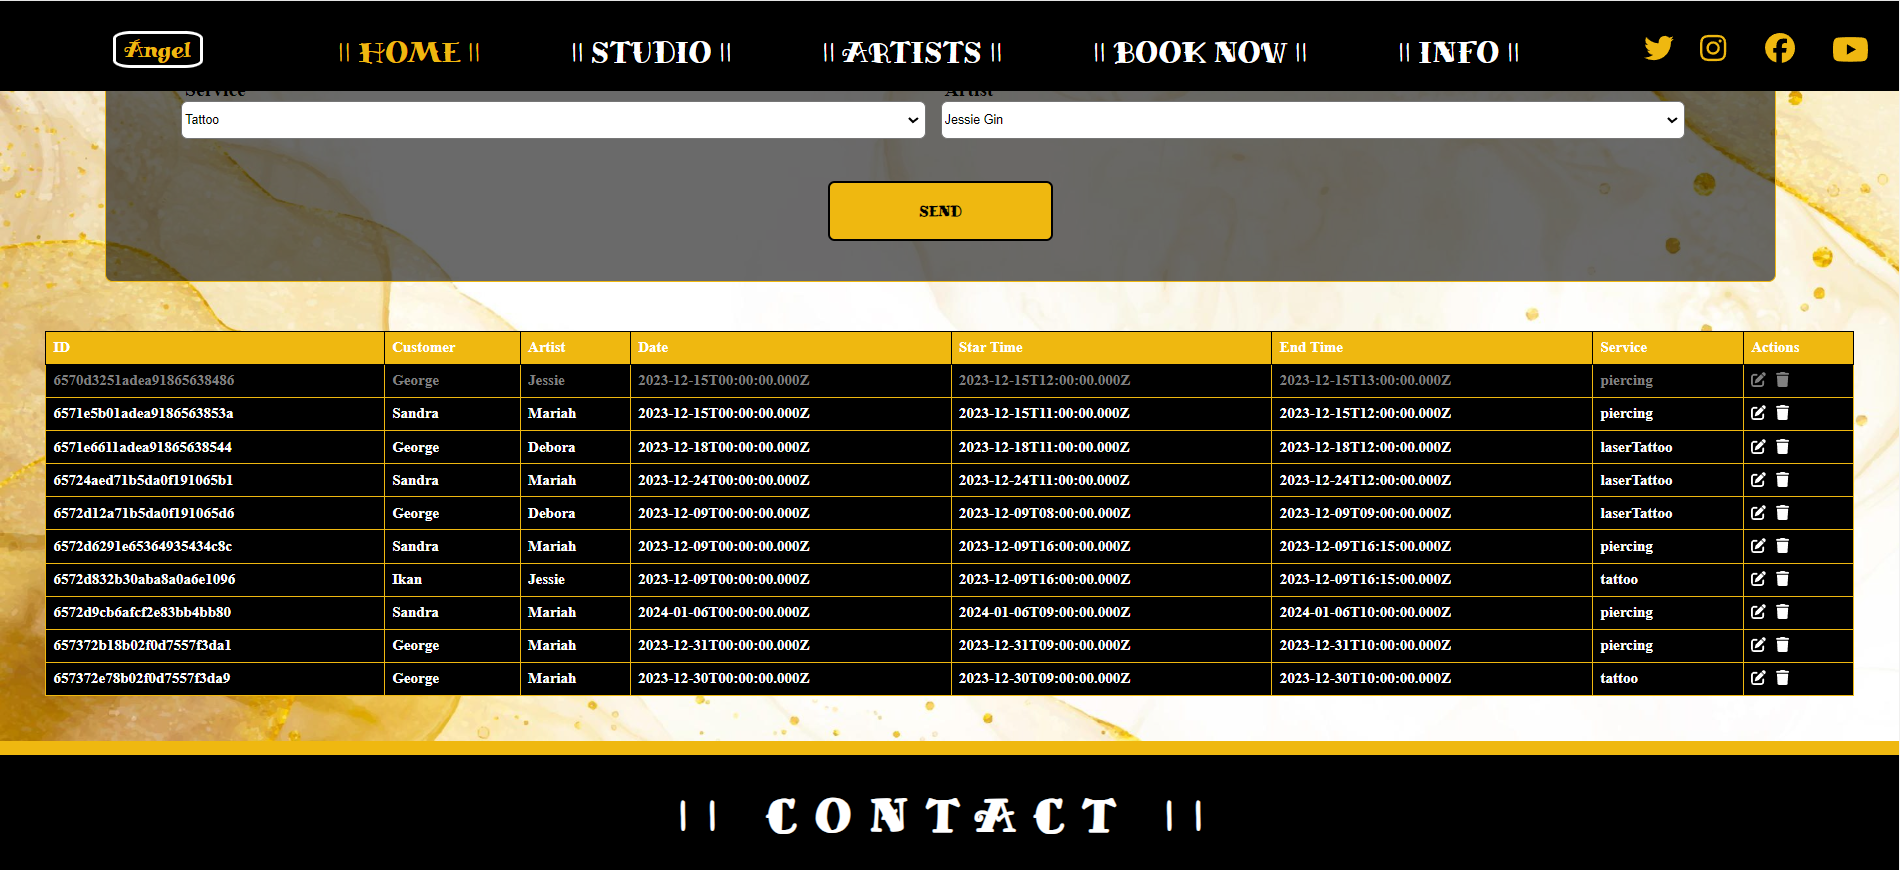 Angel || HOME || || STUDIO || || ARTISTS || || BOOK NOW || || INFO ||
Service Artist
Tattoo Jessie Gin
SEND
ID Customer Artist Date Star Time End Time Service Actions
6570d3251adea91865638486 George Jessie 2023-12-15T00:00:00.000Z 2023-12-15T12:00:00.000Z 2023-12-15T13:00:00.000Z piercing
6571e5b01adea9186563853a Sandra Mariah 2023-12-15T00:00:00.000Z 2023-12-15T11:00:00.000Z 2023-12-15T12:00:00.000Z piercing
6571e6611adea91865638544 George Debora 2023-12-18T00:00:00.000Z 2023-12-18T11:00:00.000Z 2023-12-18T12:00:00.000Z laserTattoo
65724aed71b5da0f191065b1 Sandra Mariah 2023-12-24T00:00:00.000Z 2023-12-24T11:00:00.000Z 2023-12-24T12:00:00.000Z laserTattoo
6572d12a71b5da0f191065d6 George Debora 2023-12-09T00:00:00.000Z 2023-12-09T08:00:00.000Z 2023-12-09T09:00:00.000Z laserTattoo
6572d6291e65364935434c8c Sandra Mariah 2023-12-09T00:00:00.000Z 2023-12-09T16:00:00.000Z 2023-12-09T16:15:00.000Z piercing
6572d832b30aba8a0a6e1096 Ikan Jessie 2023-12-09T00:00:00.000Z 2023-12-09T16:00:00.000Z 2023-12-09T16:15:00.000Z tattoo
6572d9cb6afcf2e83bb4bb80 Sandra Mariah 2024-01-06T00:00:00.000Z 2024-01-06T09:00:00.000Z 2024-01-06T10:00:00.000Z piercing
657372b18b02f0d7557f3da1 George Mariah 2023-12-31T00:00:00.000Z 2023-12-31T09:00:00.000Z 2023-12-31T10:00:00.000Z piercing
657372e78b02f0d7557f3da9 George Mariah 2023-12-30T00:00:00.000Z 2023-12-30T09:00:00.000Z 2023-12-30T10:00:00.000Z tattoo
|| CONTACT ||